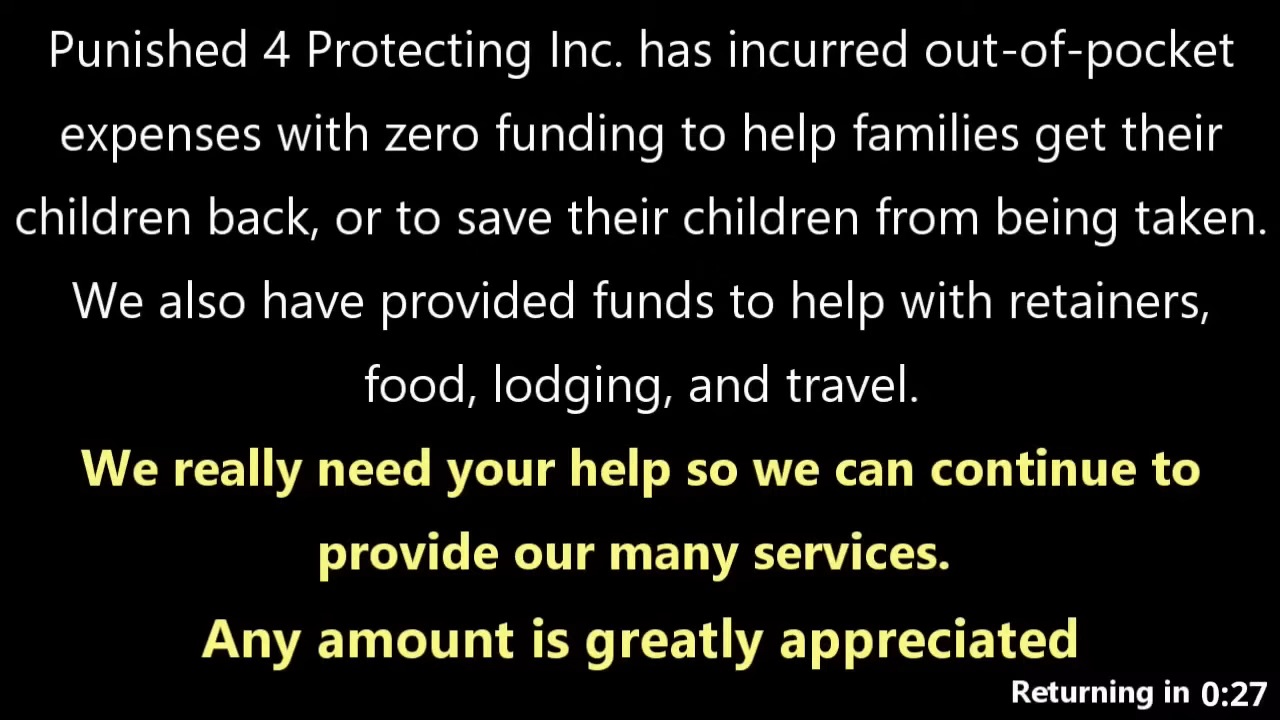 Punished 4 Protecting Inc. has incurred out-of-pocket
expenses with zero funding to help families get their
children back, or to save their children from being taken.
We also have provided funds to help with retainers,
food, lodging, and travel.
We really need your help so we can continue to
provide our many services.
Any amount is greatly appreciated
Returning in 0:27